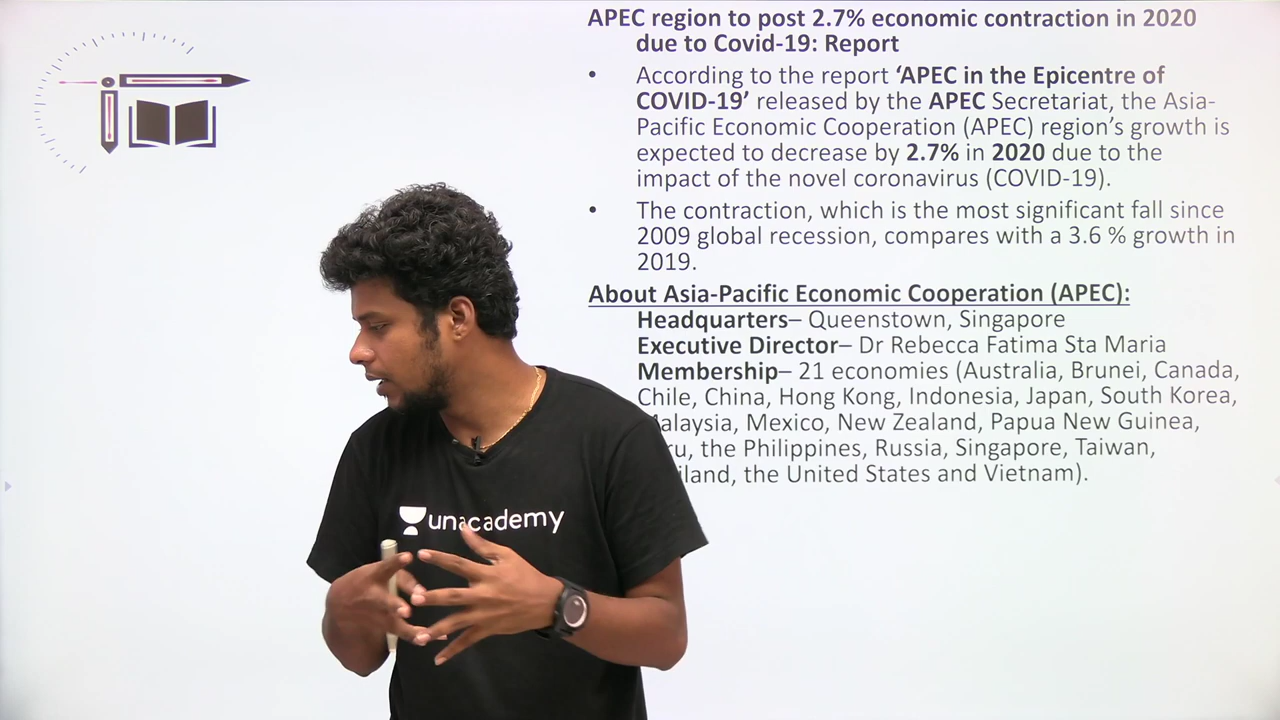 APEC region to post 2.7% economic contraction in 2020
due to Covid-19: Report
• According to the report ‘APEC in the Epicentre of
COVID-19’ released by the APEC Secretariat, the Asia-
Pacific Economic Cooperation (APEC) region’s growth is
expected to decrease by 2.7% in 2020 due to the
impact of the novel coronavirus (COVID-19).
• The contraction, which is the most significant fall since
2009 global recession, compares with a 3.6 % growth in
2019.
About Asia-Pacific Economic Cooperation (APEC):
Headquarters– Queenstown, Singapore
Executive Director– Dr Rebecca Fatima Sta Maria
Membership– 21 economies (Australia, Brunei, Canada,
Chile, China, Hong Kong, Indonesia, Japan, South Korea,
Mexico, New Zealand, Papua New Guinea,
the Philippines, Russia, Singapore, Taiwan,
the United States and Vietnam).
unacademy